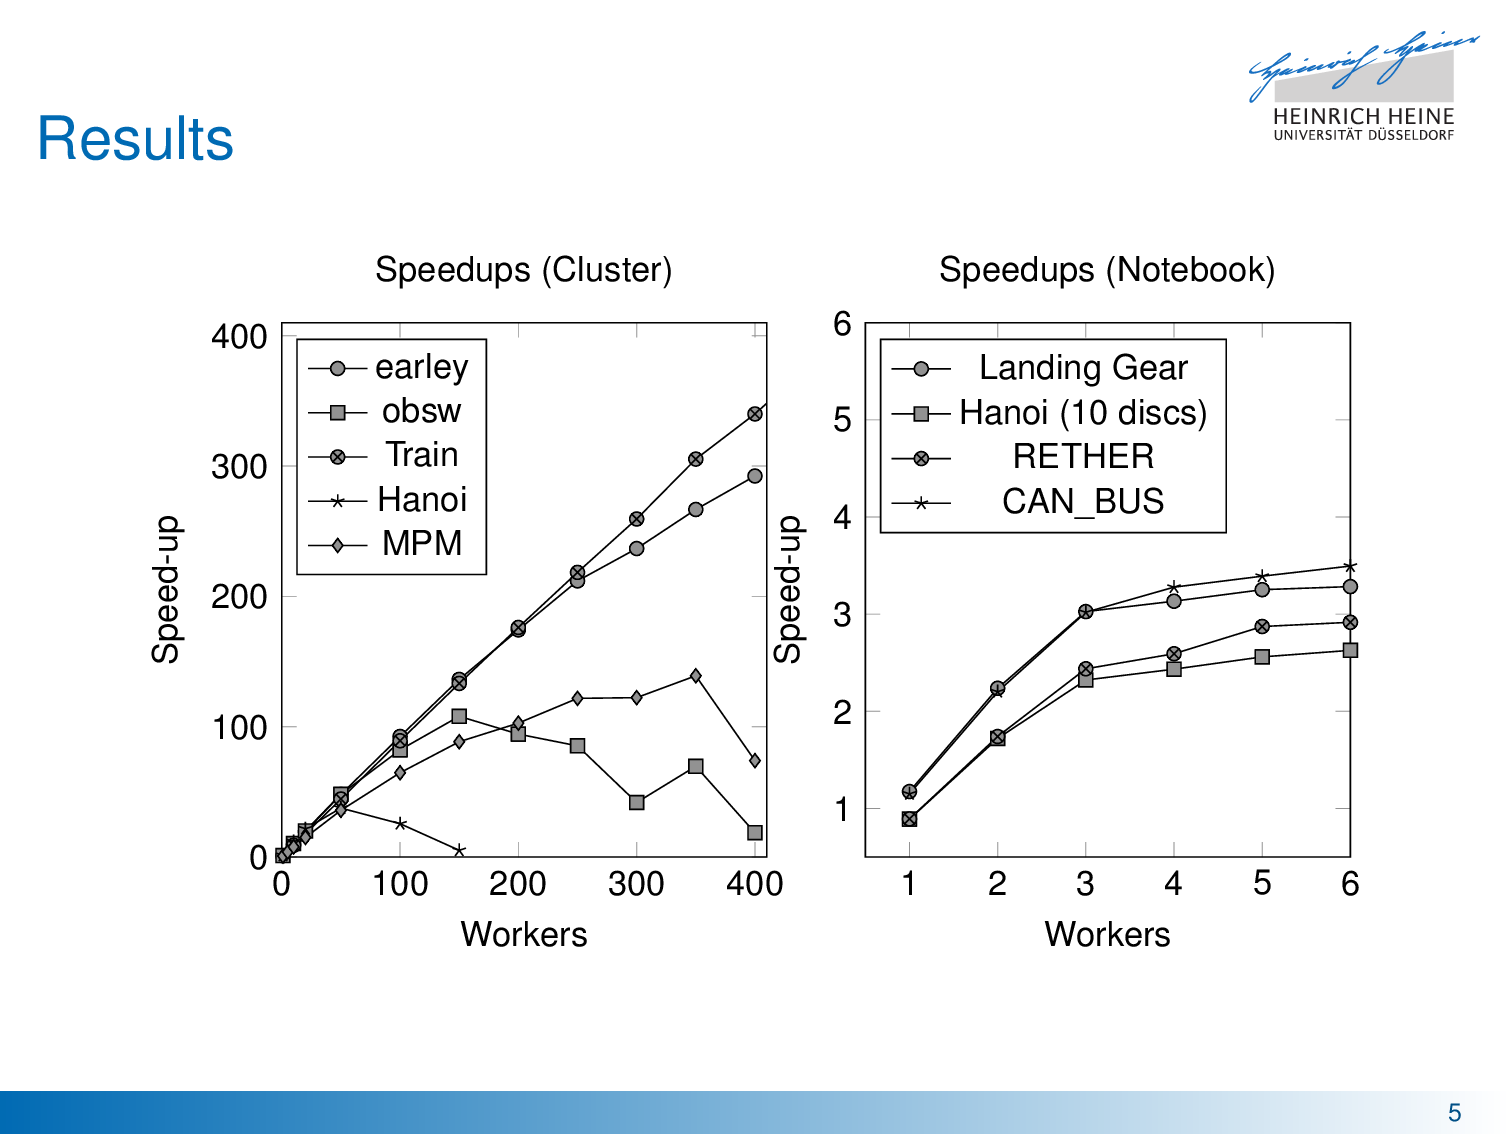 Heinrich Heine
HEINRICH HEINE
UNIVERSITÄT DÜSSELDORF
Results
Speedups (Cluster)
400
300
200
100
0
Speed-up
earley
obsw
Train
Hanoi
MPM
0 100 200 300 400
Workers
Speedups (Notebook)
6
5
4
3
2
1
Speed-up
Landing Gear
Hanoi (10 discs)
RETHER
CAN_BUS
1 2 3 4 5 6
Workers
5